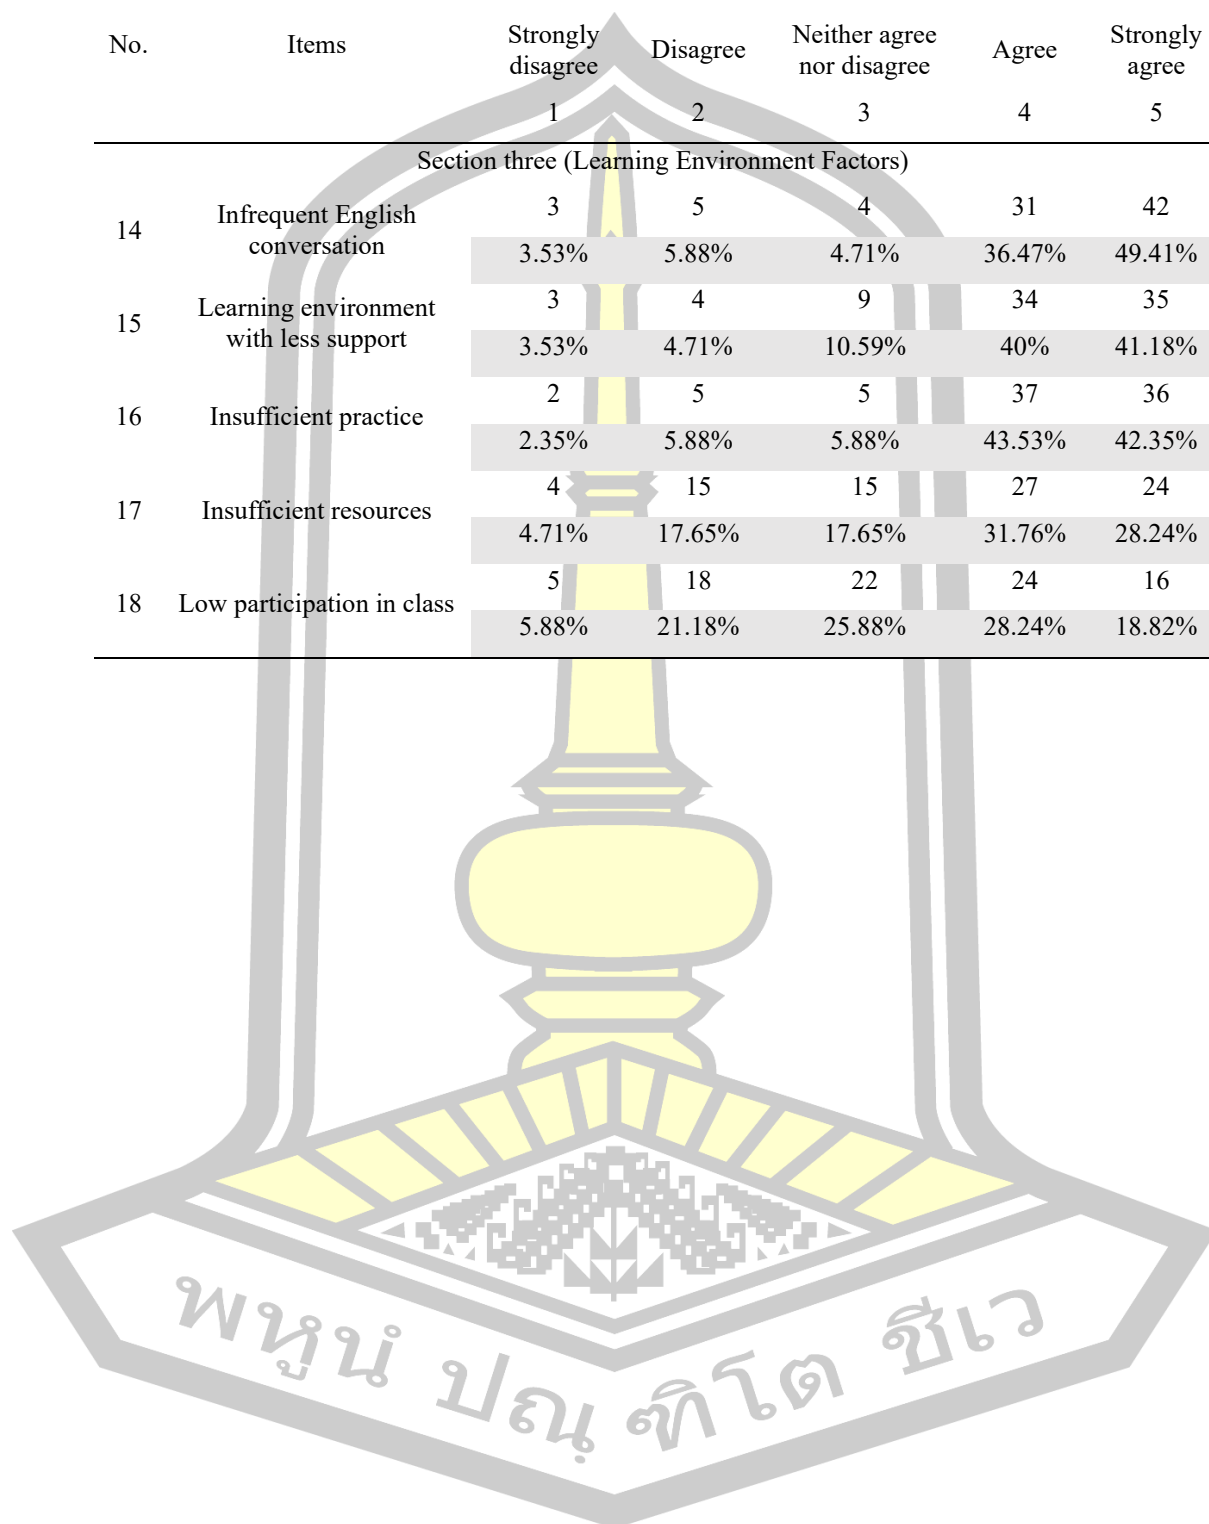 No. Items Strongly disagree Disagree Neither agree nor disagree Agree Strongly agree
1 2 3 4 5
Section three (Learning Environment Factors)
14 Infrequent English conversation 3 5 4 31 42
3.53% 5.88% 4.71% 36.47% 49.41%
15 Learning environment with less support 3 4 9 34 35
3.53% 4.71% 10.59% 40% 41.18%
16 Insufficient practice 2 5 5 37 36
2.35% 5.88% 5.88% 43.53% 42.35%
17 Insufficient resources 4 15 15 27 24
4.71% 17.65% 17.65% 31.76% 28.24%
18 Low participation in class 5 18 22 24 16
5.88% 21.18% 25.88% 28.24% 18.82%
พหูนํ ปณฺฑิโต ชีเว